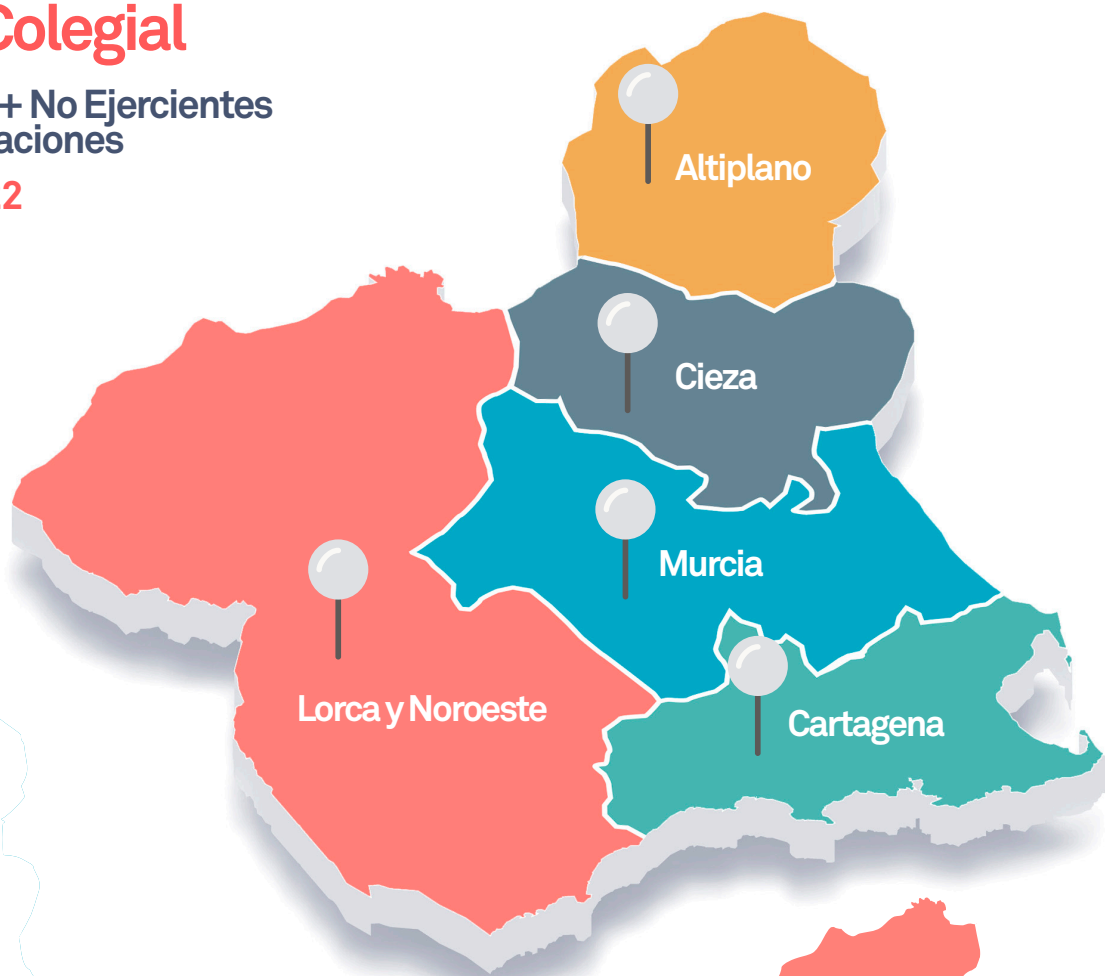 Colegial
+ No Ejercientes
aciones
2
Altiplano
Cieza
Murcia
Lorca y Noroeste
Cartagena